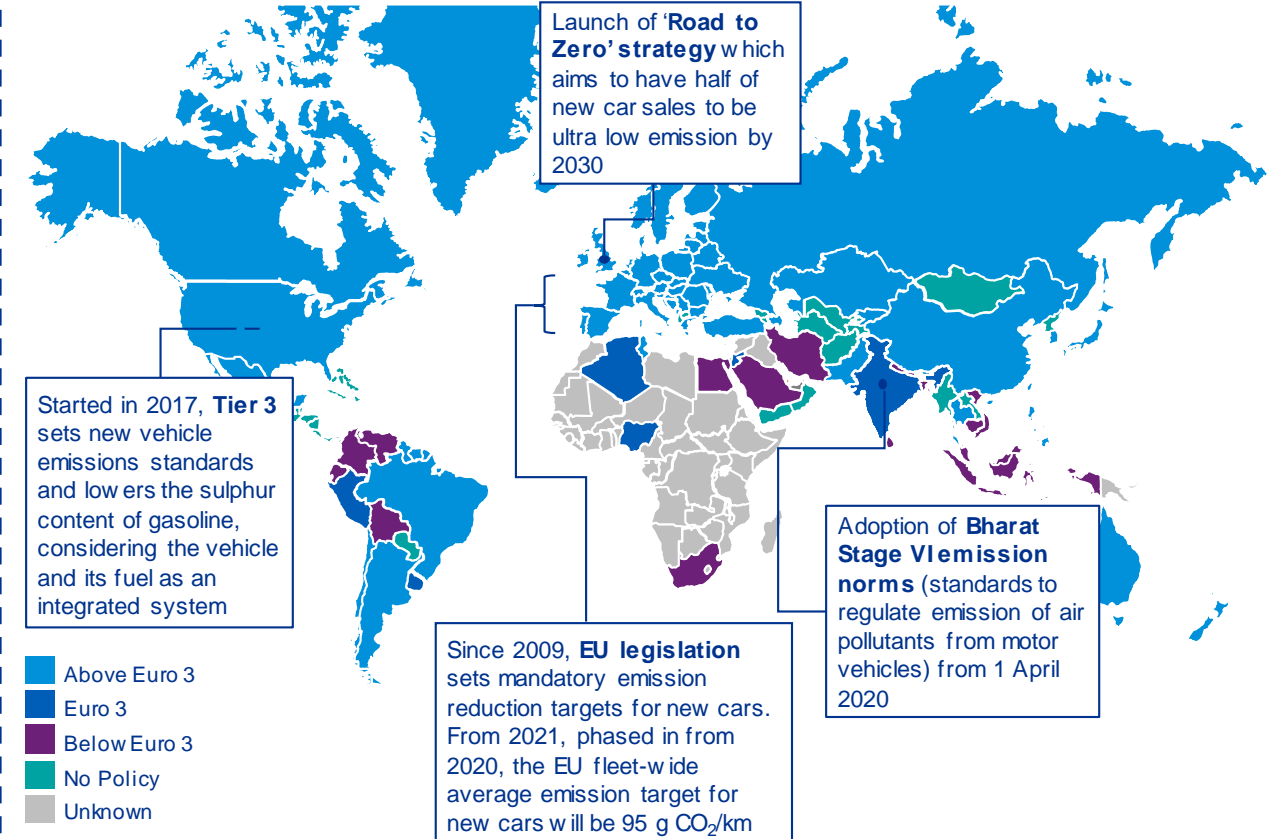 Launch of ‘Road to
Zero’ strategy which
aims to have half of
new car sales to be
ultra low emission by
2030
Started in 2017, Tier 3
sets new vehicle
emissions standards
and lowers the sulphur
content of gasoline,
considering the vehicle
and its fuel as an
integrated system
Adoption of Bharat
Stage VI emission
norms (standards to
regulate emission of air
pollutants from motor
vehicles) from 1 April
2020
Since 2009, EU legislation
sets mandatory emission
reduction targets for new cars.
From 2021, phased in from
2020, the EU fleet-wide
average emission target for
new cars will be 95 g CO₂/km
Above Euro 3
Euro 3
Below Euro 3
No Policy
Unknown